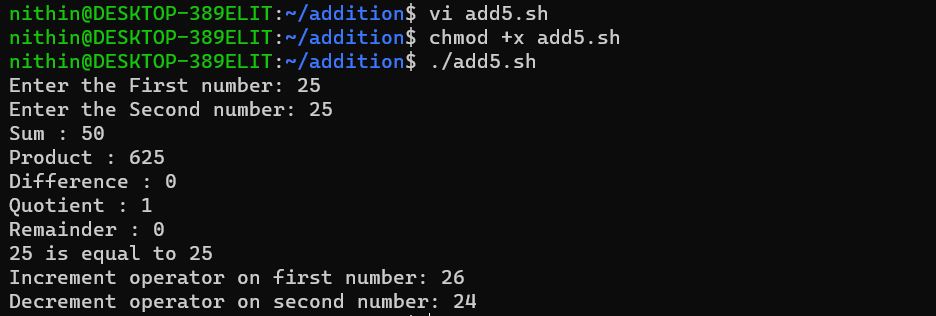 nithin@DESKTOP-389ELIT:~/addition$ vi add5.sh
nithin@DESKTOP-389ELIT:~/addition$ chmod +x add5.sh
nithin@DESKTOP-389ELIT:~/addition$ ./add5.sh
Enter the First number: 25
Enter the Second number: 25
Sum : 50
Product : 625
Difference : 0
Quotient : 1
Remainder : 0
25 is equal to 25
Increment operator on first number: 26
Decrement operator on second number: 24